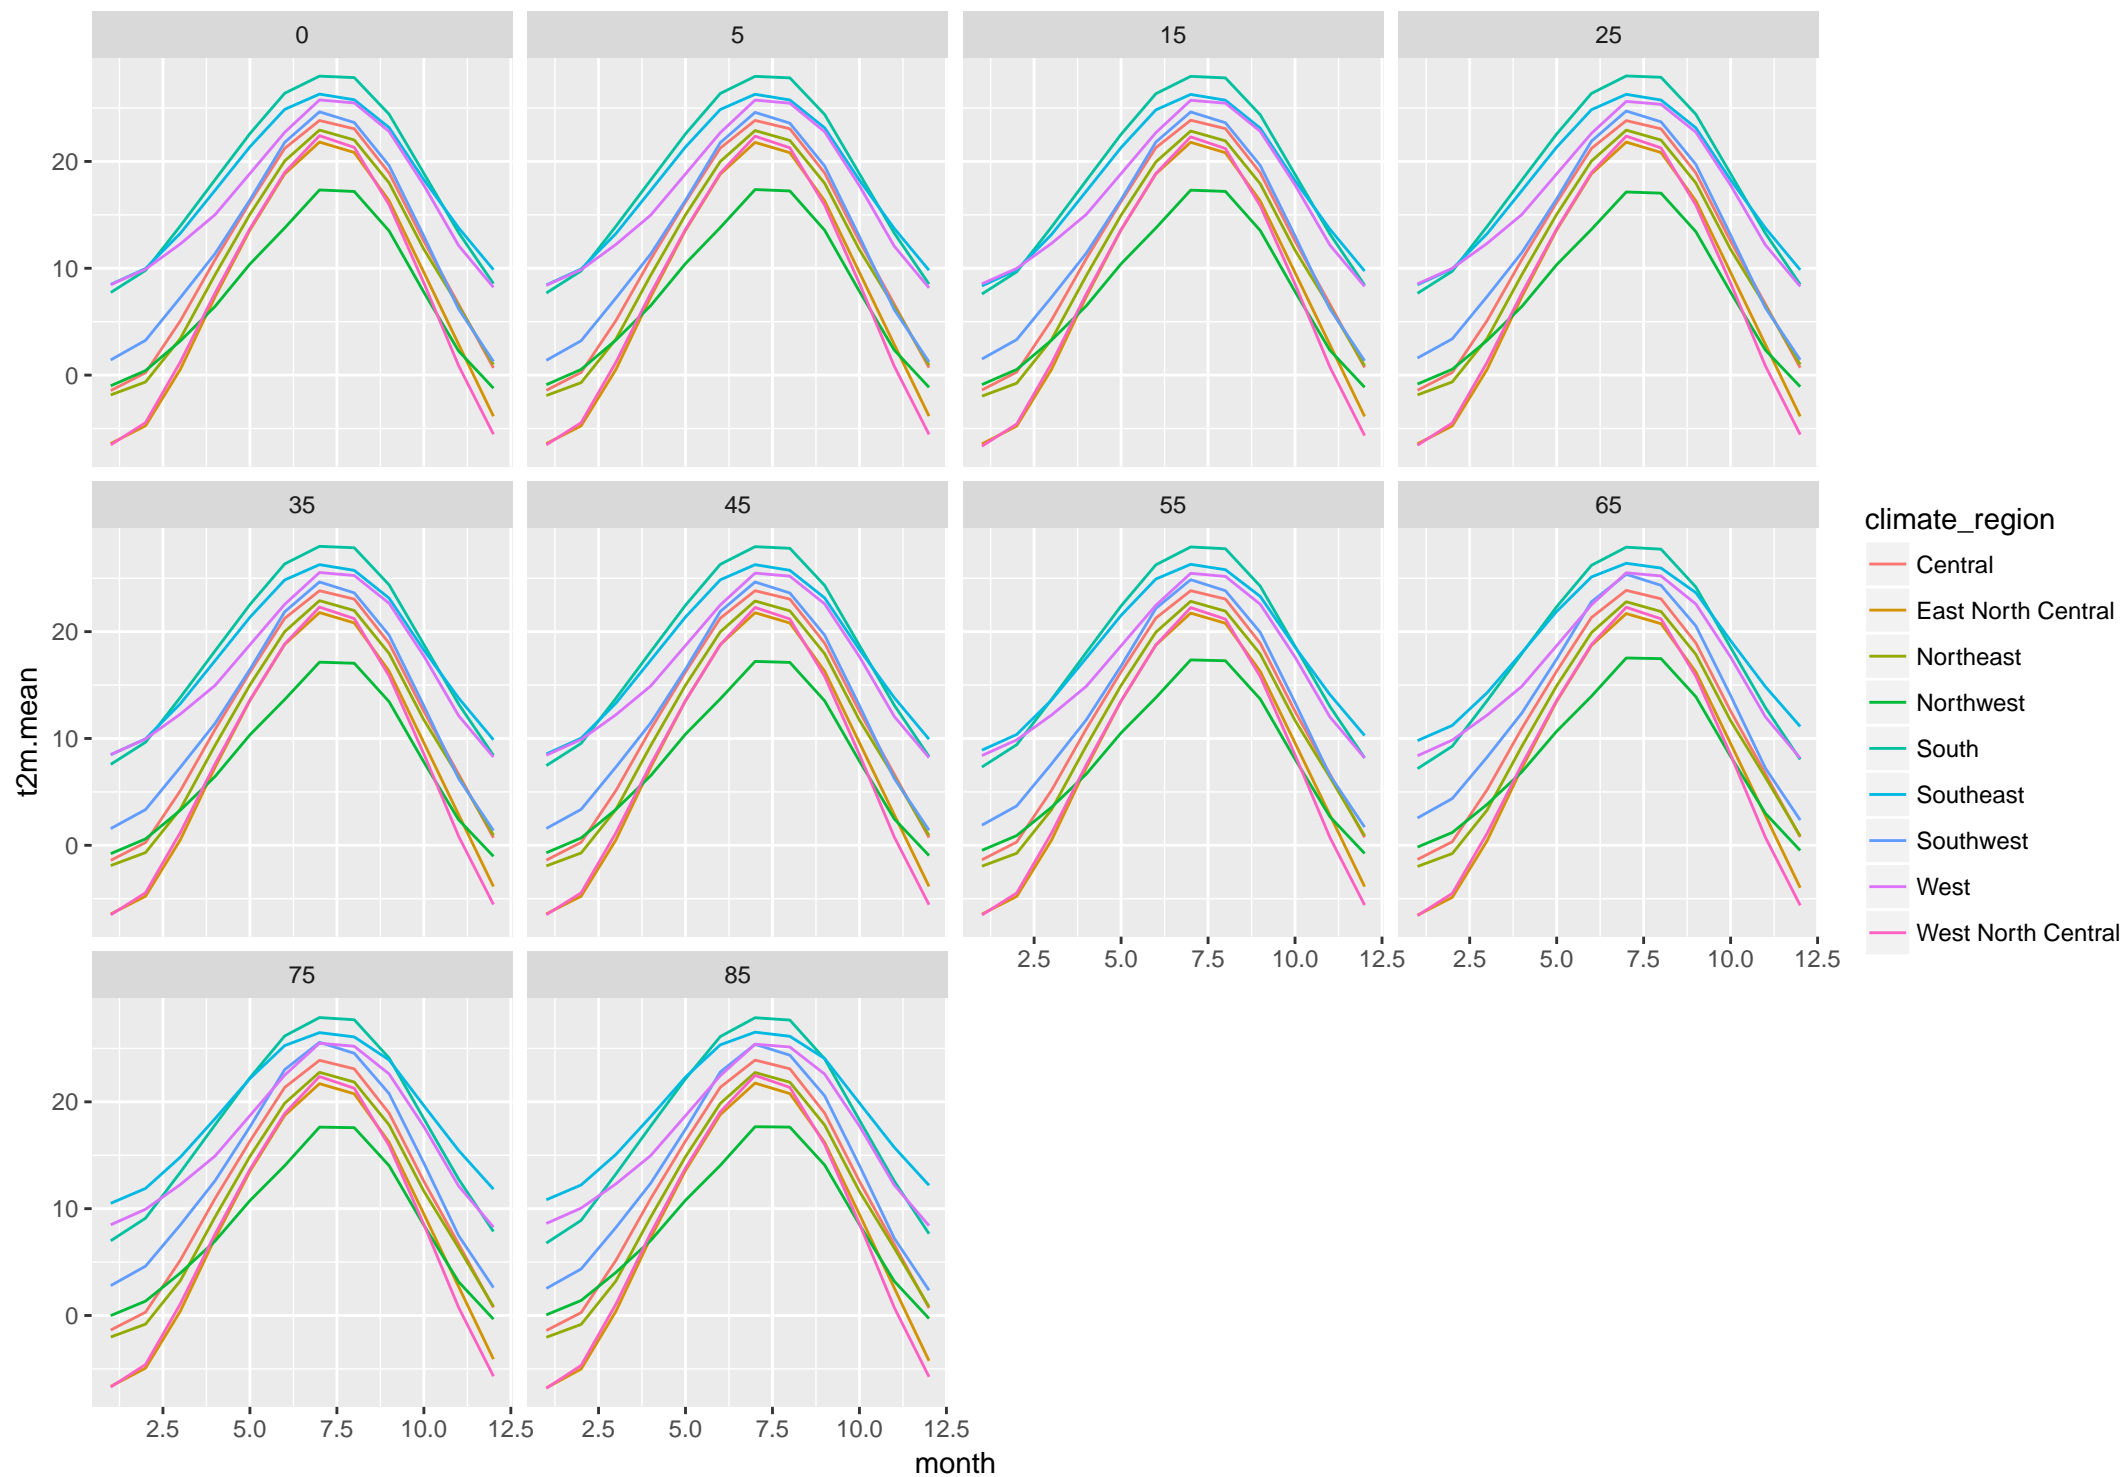 0
5
15
25
20
10
0
35
45
55
65
20
10
0
2.5 5.0 7.5 10.0 12.5
2.5 5.0 7.5 10.0 12.5
75
85
20
10
0
2.5 5.0 7.5 10.0 12.5
2.5 5.0 7.5 10.0 12.5
month
t2m.mean
climate_region
Central
East North Central
Northeast
Northwest
South
Southeast
Southwest
West
West North Central